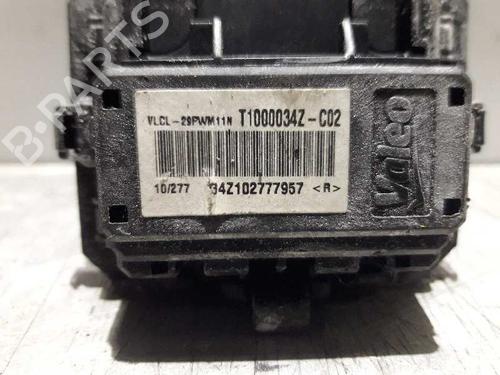 VLCL-29PWM11N T1000034Z-C02
10/277 34Z102777957 <R>
Valeo
B-PARTS